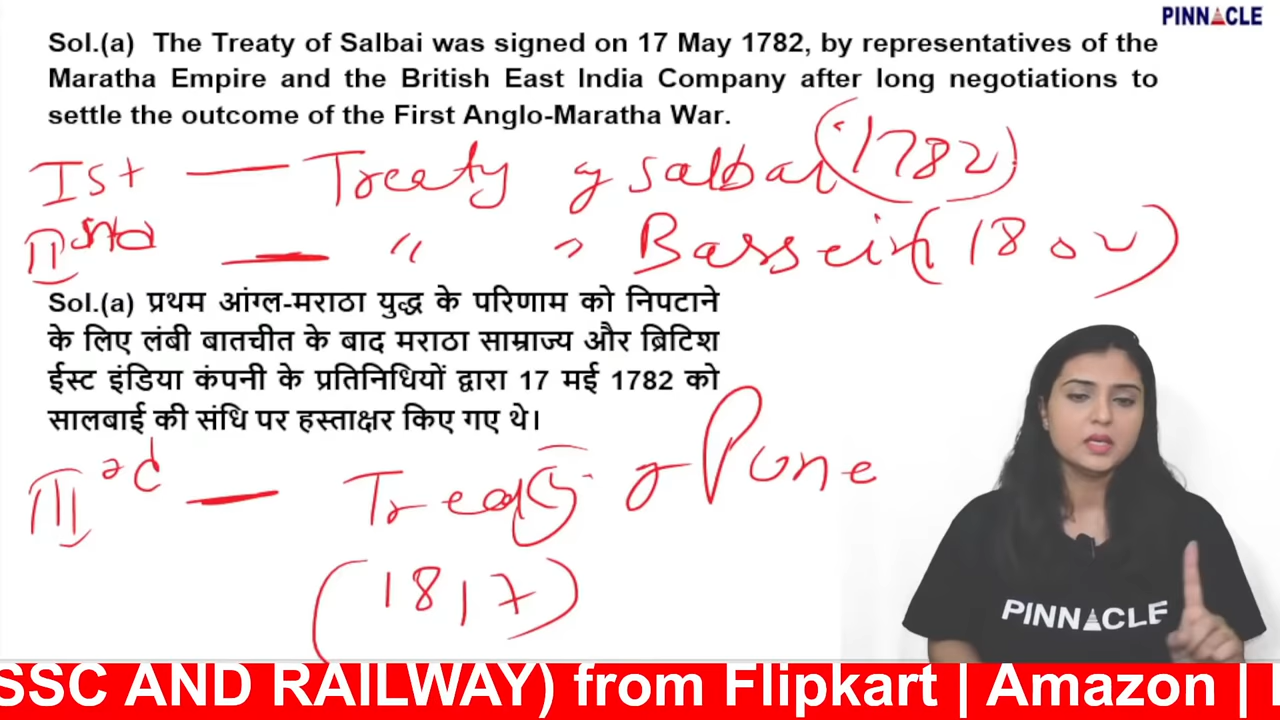 PINNACLE
Sol.(a) The Treaty of Salbai was signed on 17 May 1782, by representatives of the
Maratha Empire and the British East India Company after long negotiations to
settle the outcome of the First Anglo-Maratha War.
Ist — Treaty of Salbai (1782)
II — " " Bassein (1802)
Sol.(a) प्रथम आंग्ल-मराठा युद्ध के परिणाम को निपटाने
के लिए लंबी बातचीत के बाद मराठा साम्राज्य और ब्रिटिश
ईस्ट इंडिया कंपनी के प्रतिनिधियों द्वारा 17 मई 1782 को
सालबाई की संधि पर हस्ताक्षर किए गए थे।
III rd — Treaty of Pune
(1817)
PINNACLE
SSC AND RAILWAY) from Flipkart | Amazon |